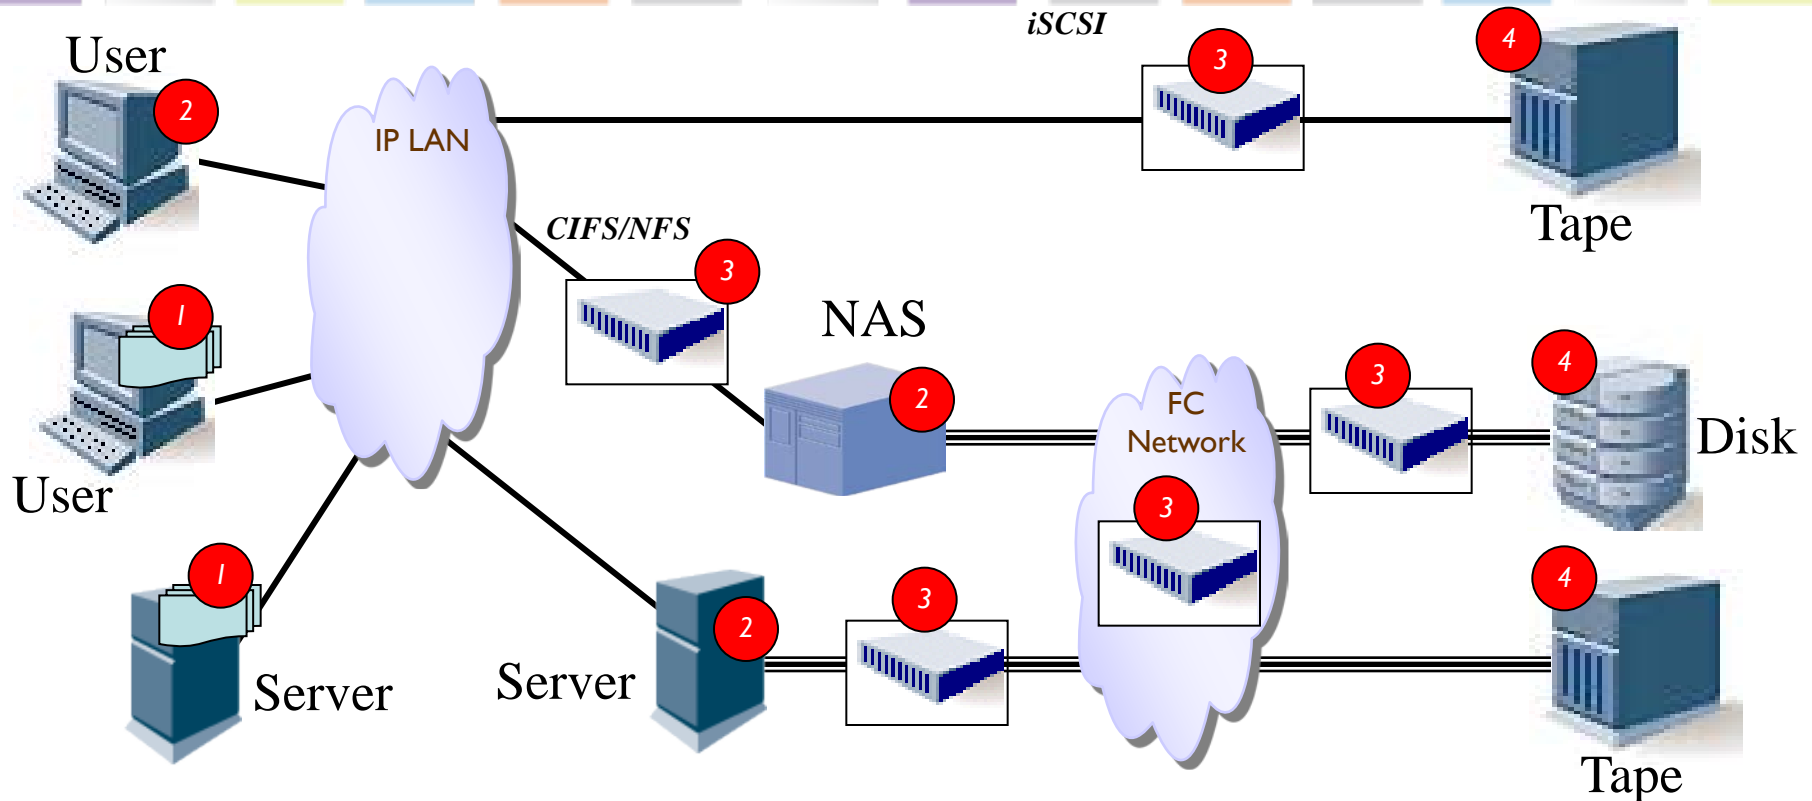 iSCSI
User
2
3
4
IP LAN
Tape
CIFS/NFS
3
1
NAS
User
2
FC
Network
3
3
4
Disk
1
Server
Server
2
3
4
Tape